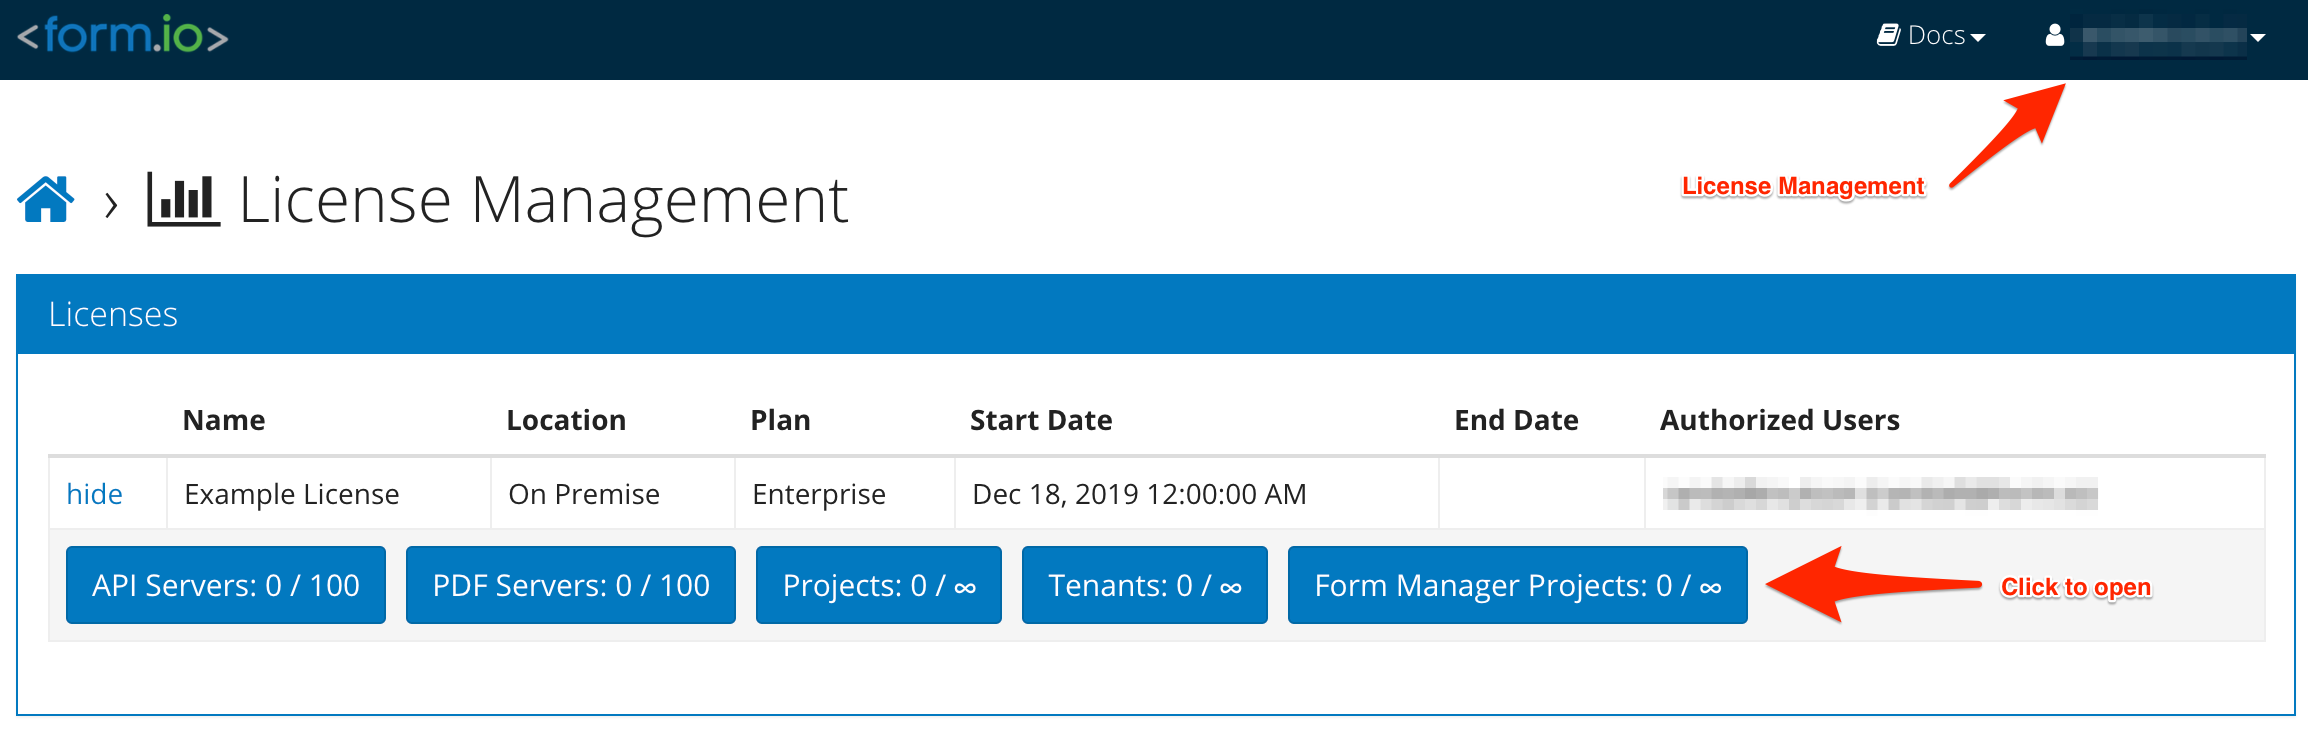 <form.io>
Docs
License Management
› License Management
Licenses
Name Location Plan Start Date End Date Authorized Users
hide Example License On Premise Enterprise Dec 18, 2019 12:00:00 AM
API Servers: 0 / 100 PDF Servers: 0 / 100 Projects: 0 / ∞ Tenants: 0 / ∞ Form Manager Projects: 0 / ∞ Click to open